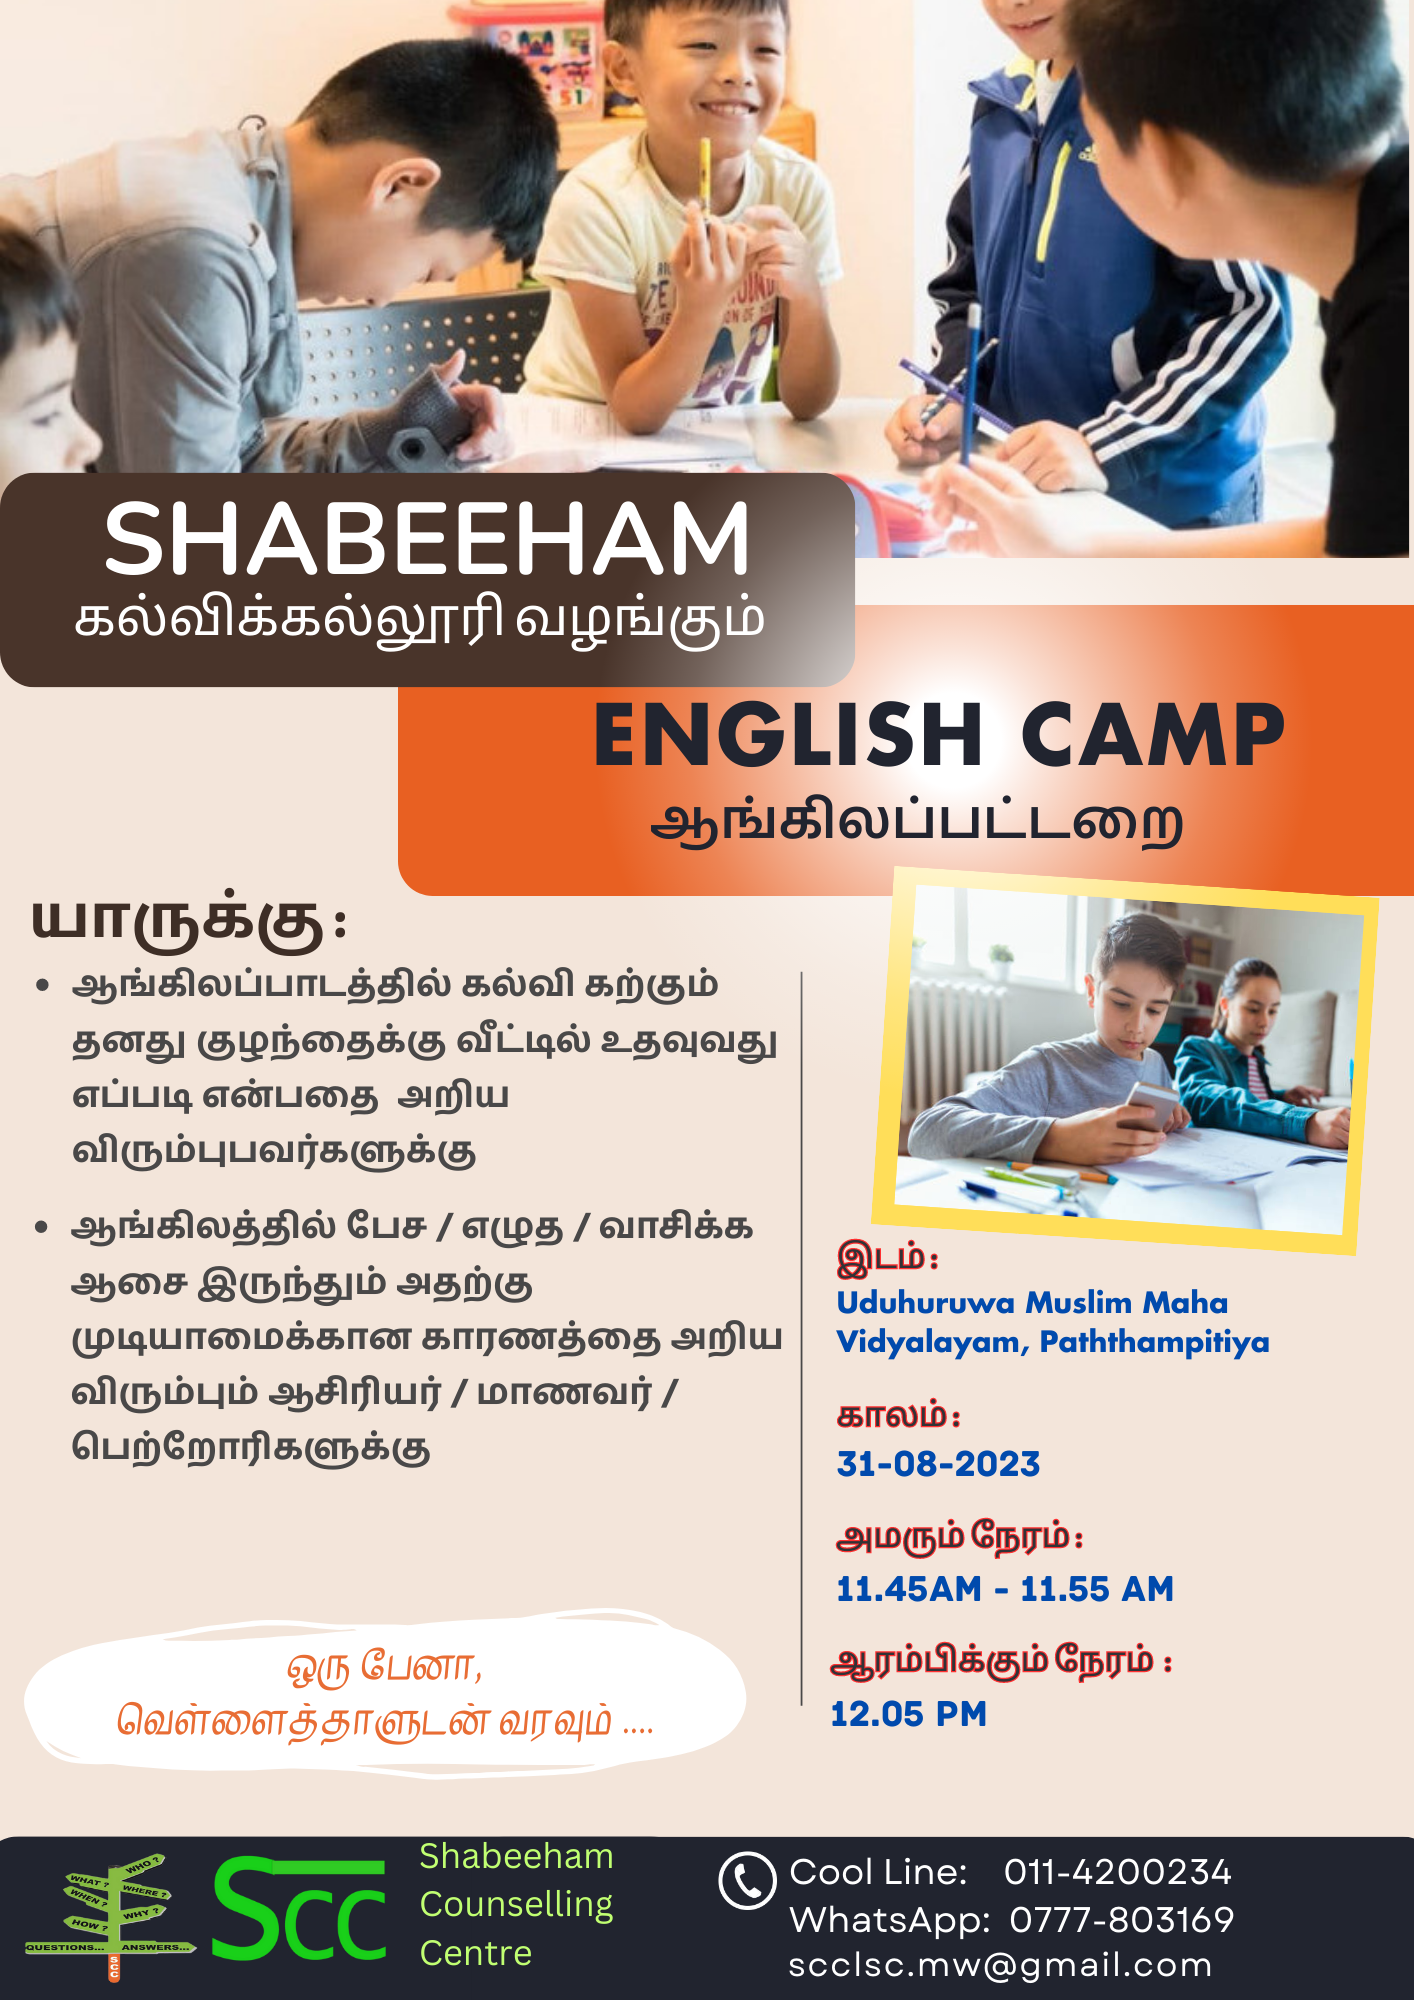 SHABEEHAM
கல்விக்கல்லூரி வழங்கும்
ENGLISH CAMP
ஆங்கிலப்பட்டறை
யாருக்கு :
• ஆங்கிலப்பாடத்தில் கல்வி கற்கும்
தனது குழந்தைக்கு வீட்டில் உதவுவது
எப்படி என்பதை அறிய
விரும்புபவர்களுக்கு
• ஆங்கிலத்தில் பேச / எழுத / வாசிக்க
ஆசை இருந்தும் அதற்கு
முடியாமைக்கான காரணத்தை அறிய
விரும்பும் ஆசிரியர் / மாணவர் /
பெற்றோரிகளுக்கு
இடம் :
Uduhuruwa Muslim Maha
Vidyalayam, Paththampitiya
காலம் :
31-08-2023
அமரும் நேரம் :
11.45AM - 11.55 AM
ஆரம்பிக்கும் நேரம் :
12.05 PM
ஒரு பேனா,
வெள்ளைத்தாளுடன் வரவும் ....
WHO ?
WHAT ?
WHERE ?
WHEN ?
WHY ?
HOW ?
QUESTIONS... ANSWERS...
SCC
SCC
Shabeeham
Counselling
Centre
Cool Line: 011-4200234
WhatsApp: 0777-803169
scclsc.mw@gmail.com